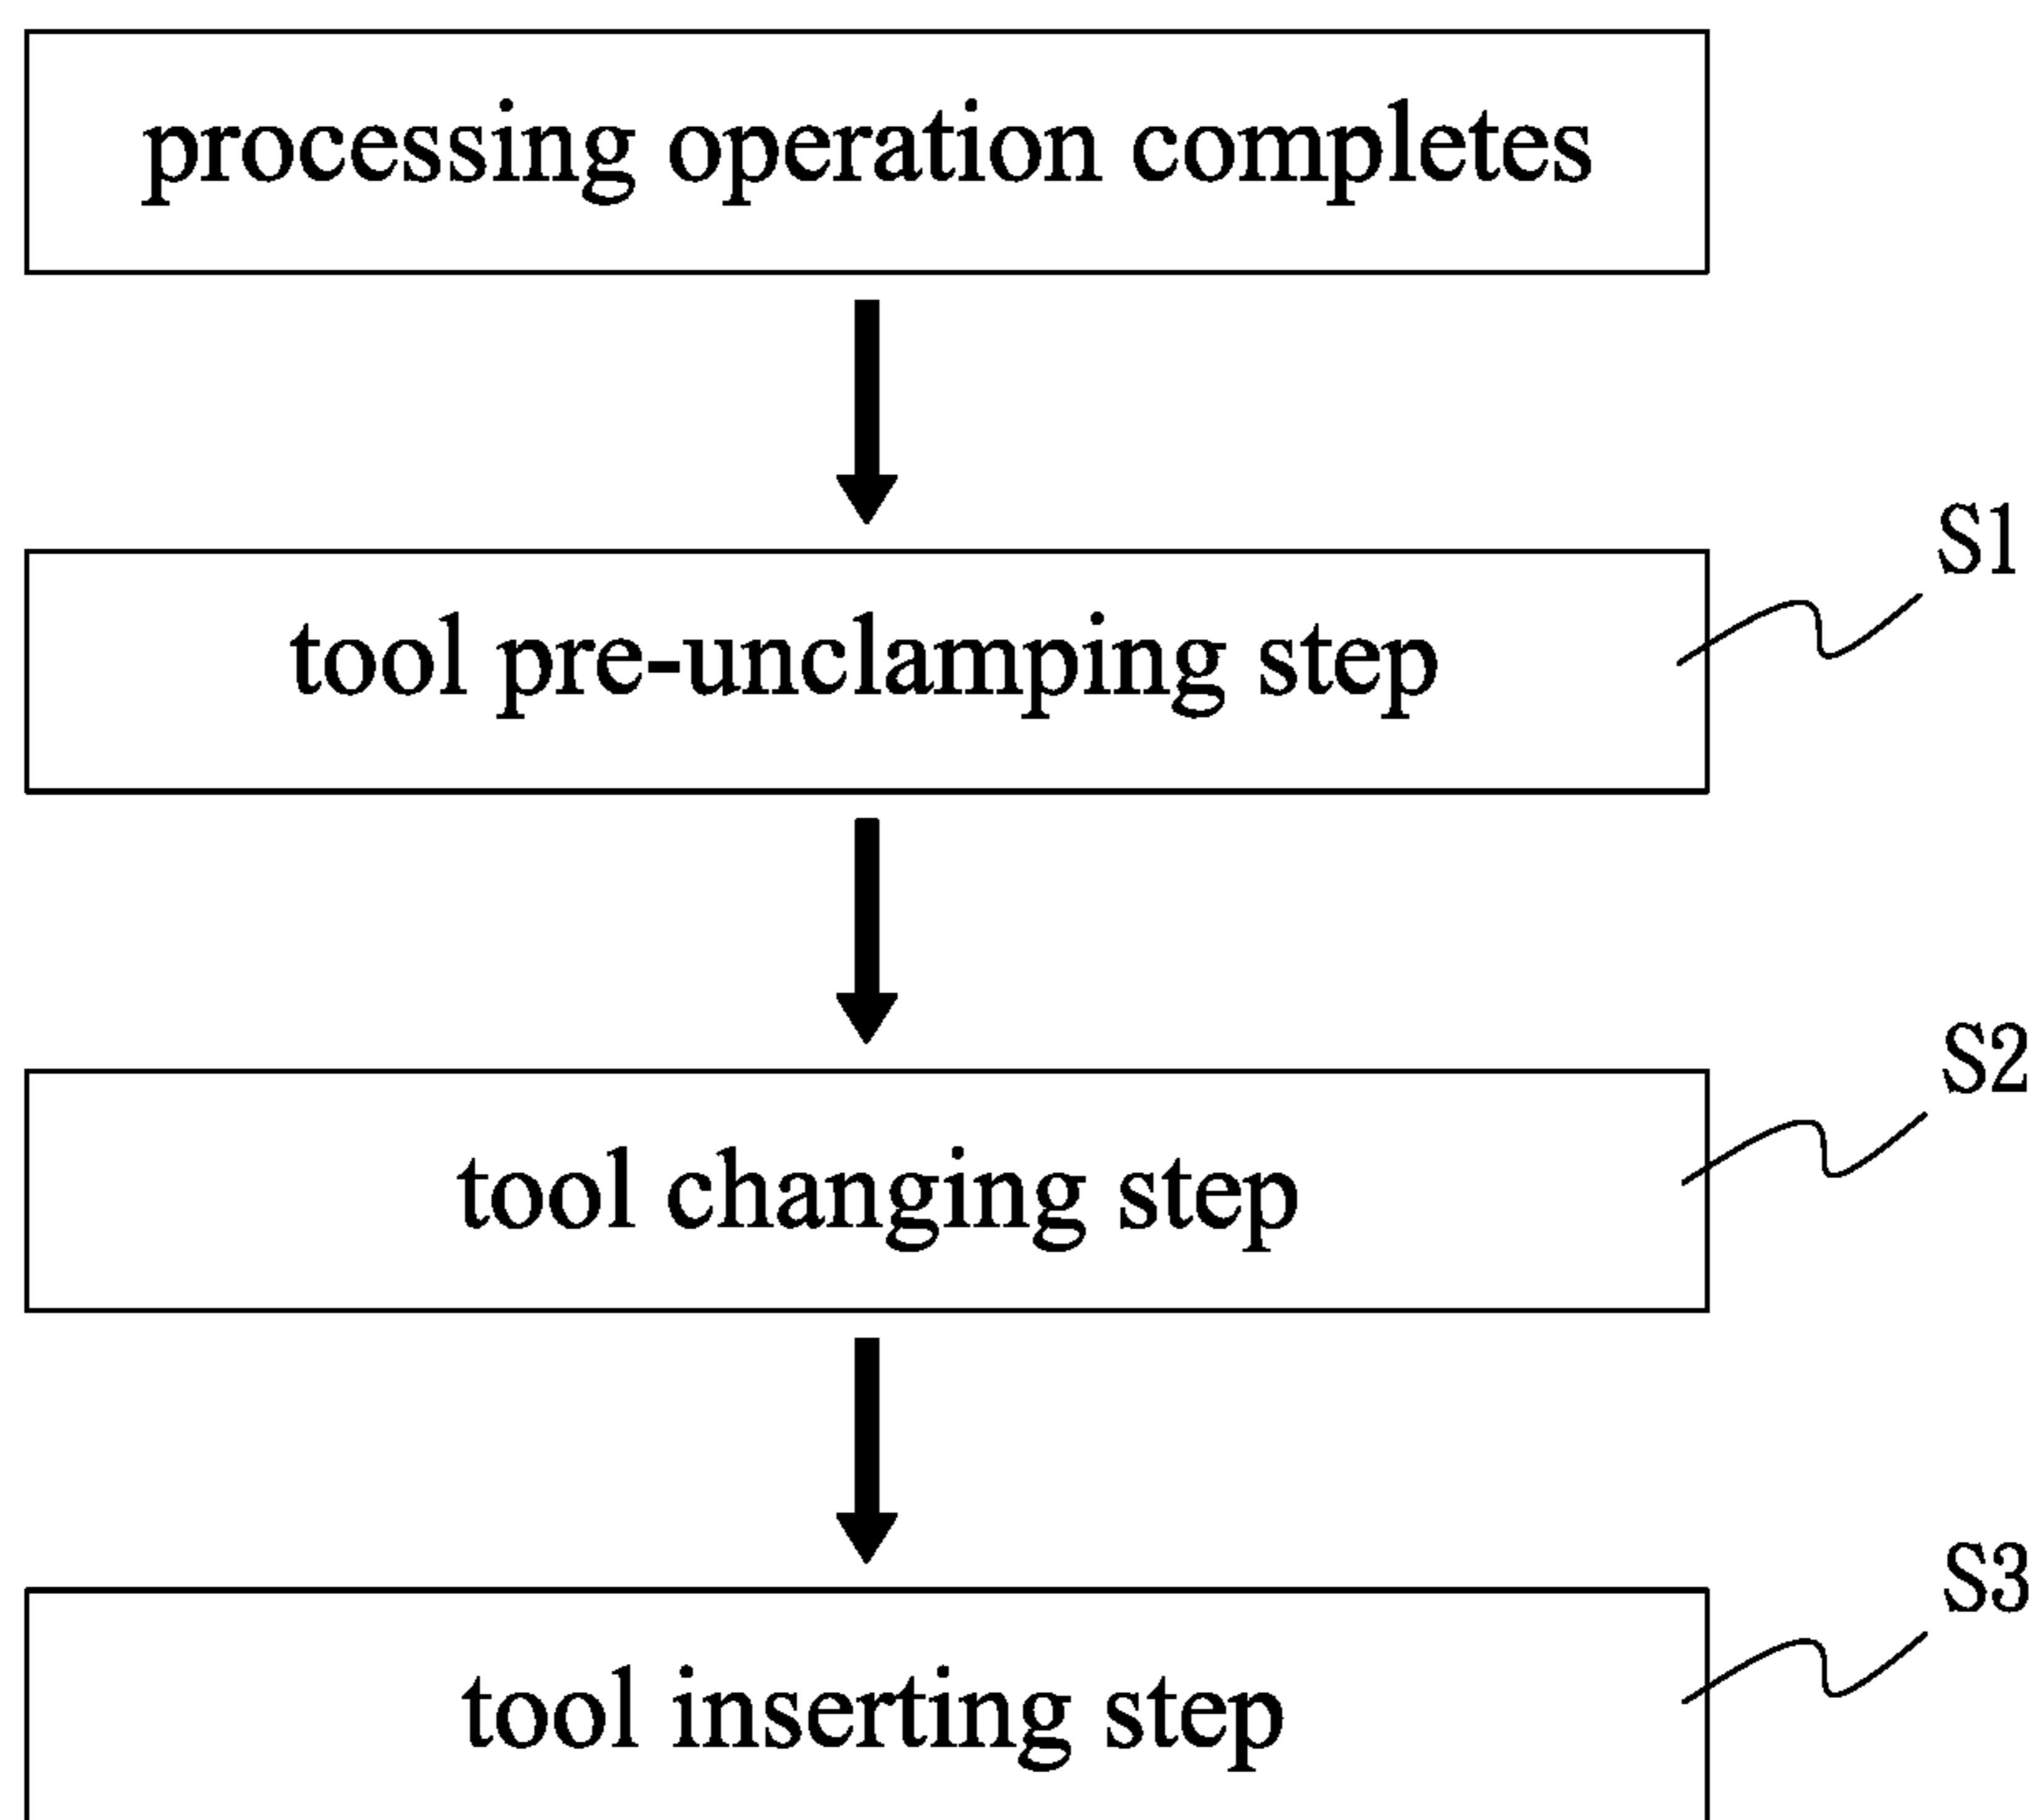 processing operation completes
S1
tool pre-unclamping step
S2
tool changing step
S3
tool inserting step